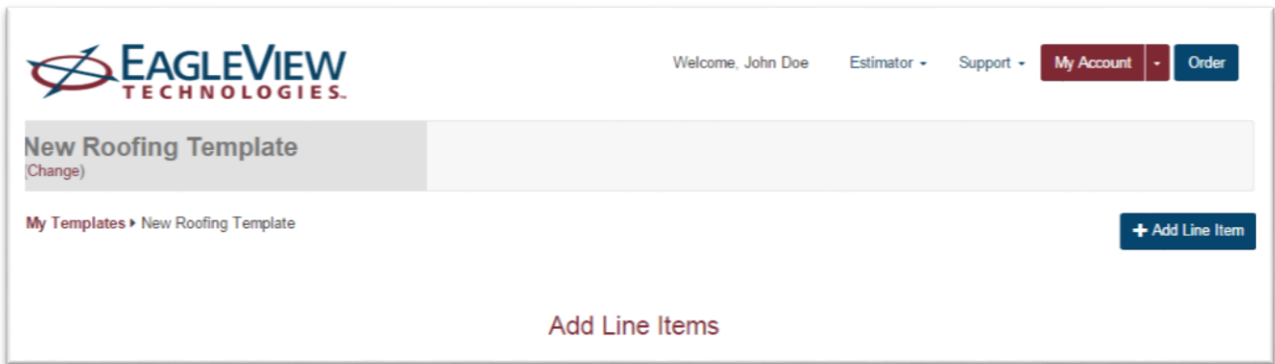 EAGLEVIEW
TECHNOLOGIES™
Welcome, John Doe Estimator Support My Account Order
New Roofing Template
(Change)
My Templates New Roofing Template
+ Add Line Item
Add Line Items